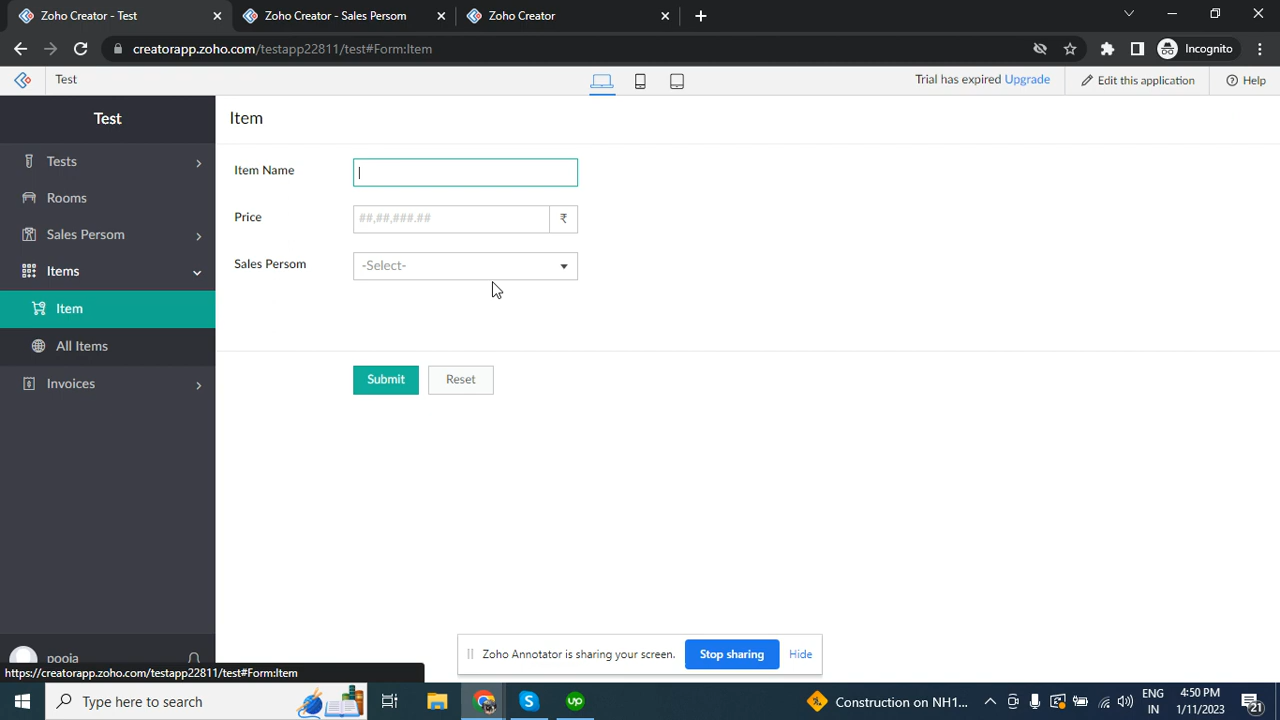 Zoho Creator - Test
Zoho Creator - Sales Persom
Zoho Creator
creatorapp.zoho.com/testapp22811/test#Form:Item
Incognito
Test
Trial has expired Upgrade
Edit this application
Help
Test
Tests
Rooms
Sales Persom
Items
Item
All Items
Invoices
pooja
Item
Item Name
Price
##,##,###.##
₹
Sales Persom
-Select-
Submit
Reset
Zoho Annotator is sharing your screen.
Stop sharing
Hide
https://creatorapp.zoho.com/testapp22811/test#Form:Item
Type here to search
up
Construction on NH1...
ENG
IN
4:50 PM
1/11/2023
21